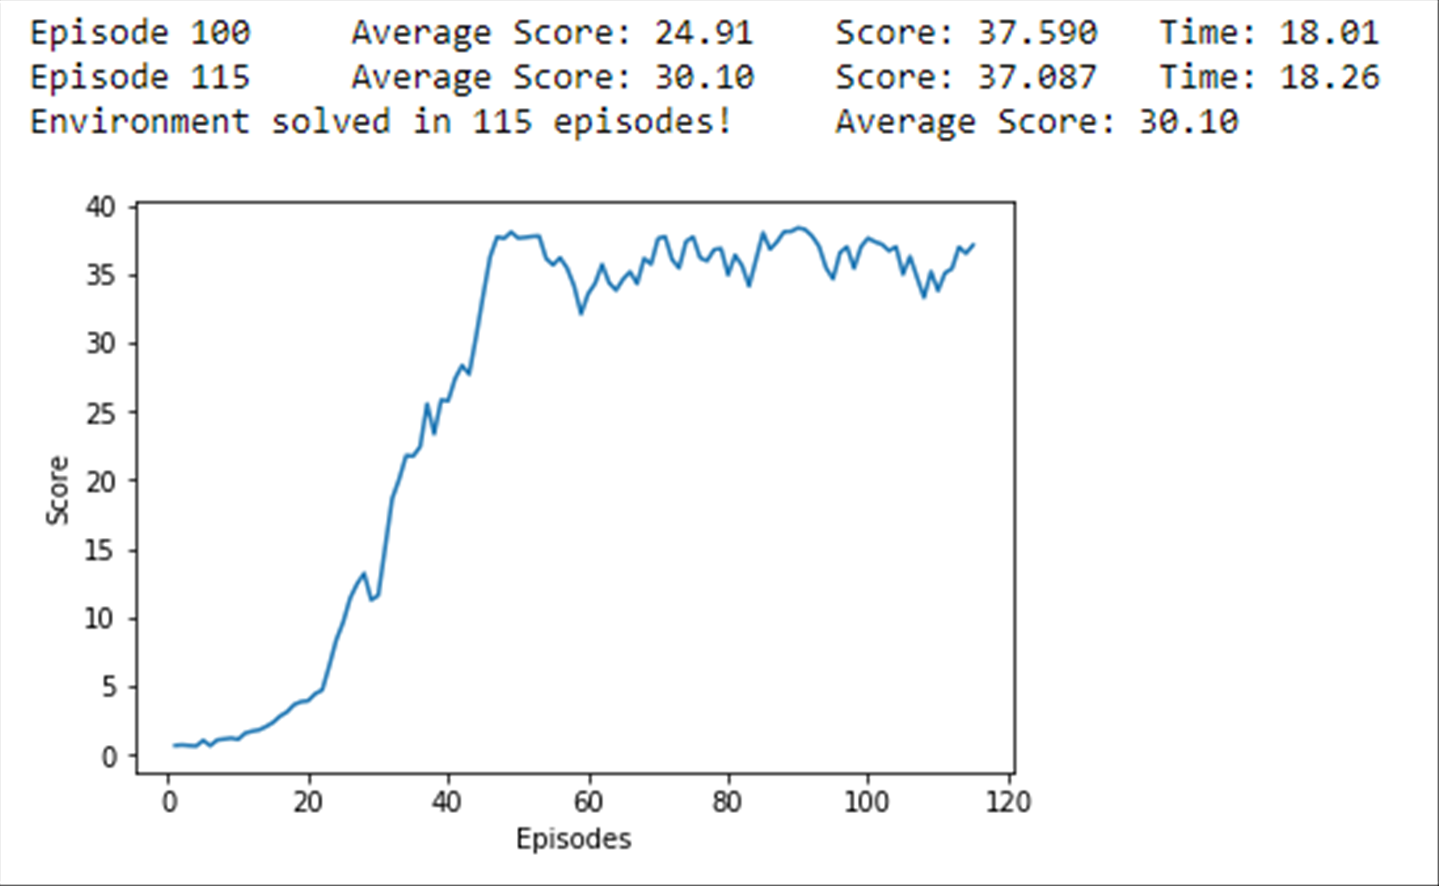 Episode 100 Average Score: 24.91 Score: 37.590 Time: 18.01
Episode 115 Average Score: 30.10 Score: 37.087 Time: 18.26
Environment solved in 115 episodes! Average Score: 30.10
40
35
30
25
20
15
10
5
0
Score
0 20 40 60 80 100 120
Episodes